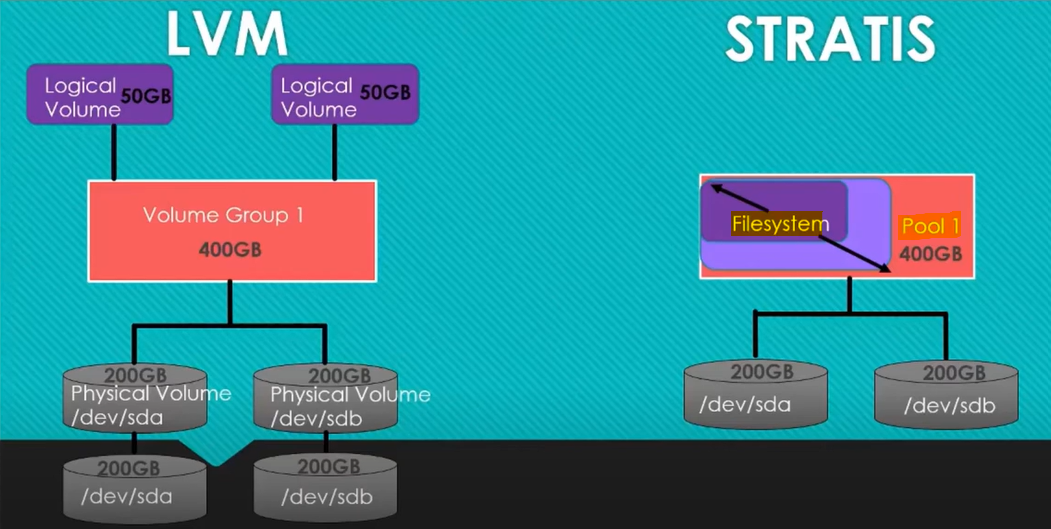 LVM
Logical Volume 50GB
Logical Volume 50GB
Volume Group 1
400GB
200GB
Physical Volume
/dev/sda
200GB
Physical Volume
/dev/sdb
200GB
/dev/sda
200GB
/dev/sdb
STRATIS
Filesystem
Pool 1
400GB
200GB
/dev/sda
200GB
/dev/sdb